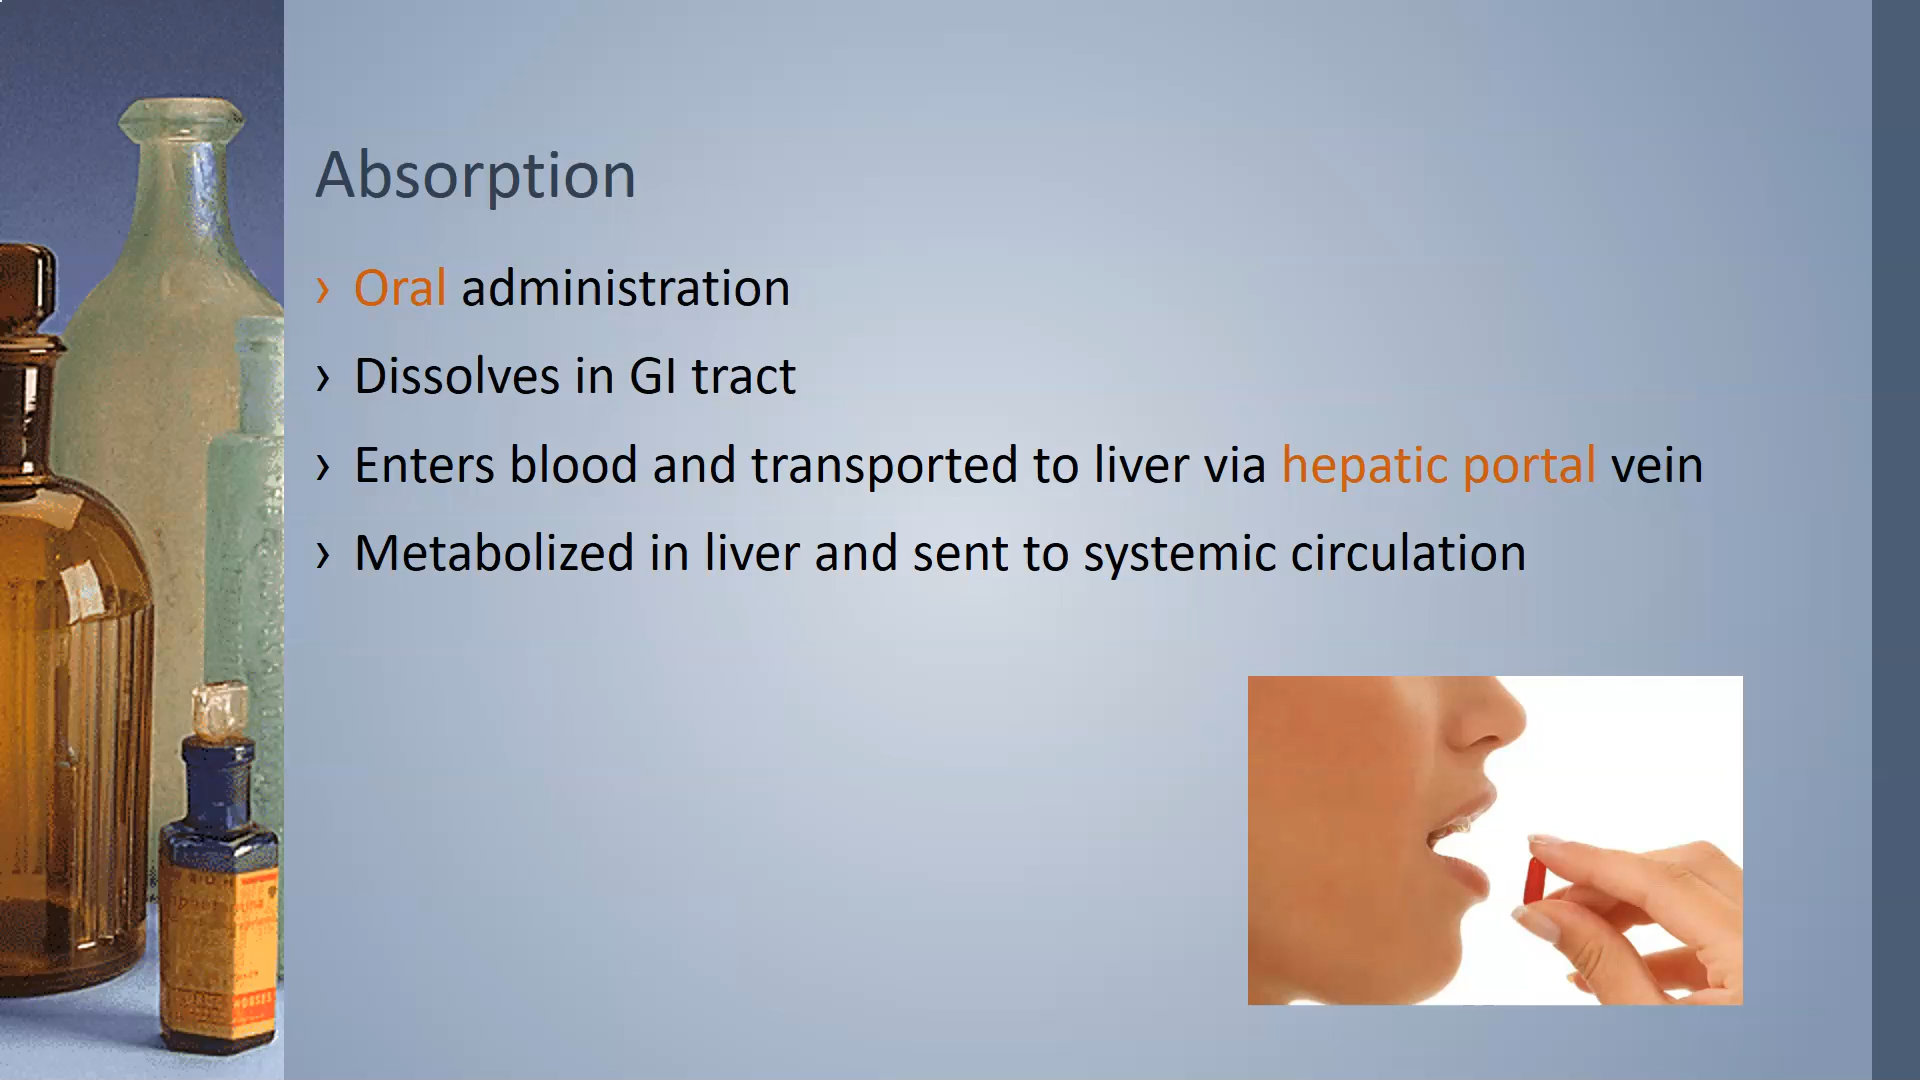 Absorption
› Oral administration
› Dissolves in GI tract
› Enters blood and transported to liver via hepatic portal vein
› Metabolized in liver and sent to systemic circulation